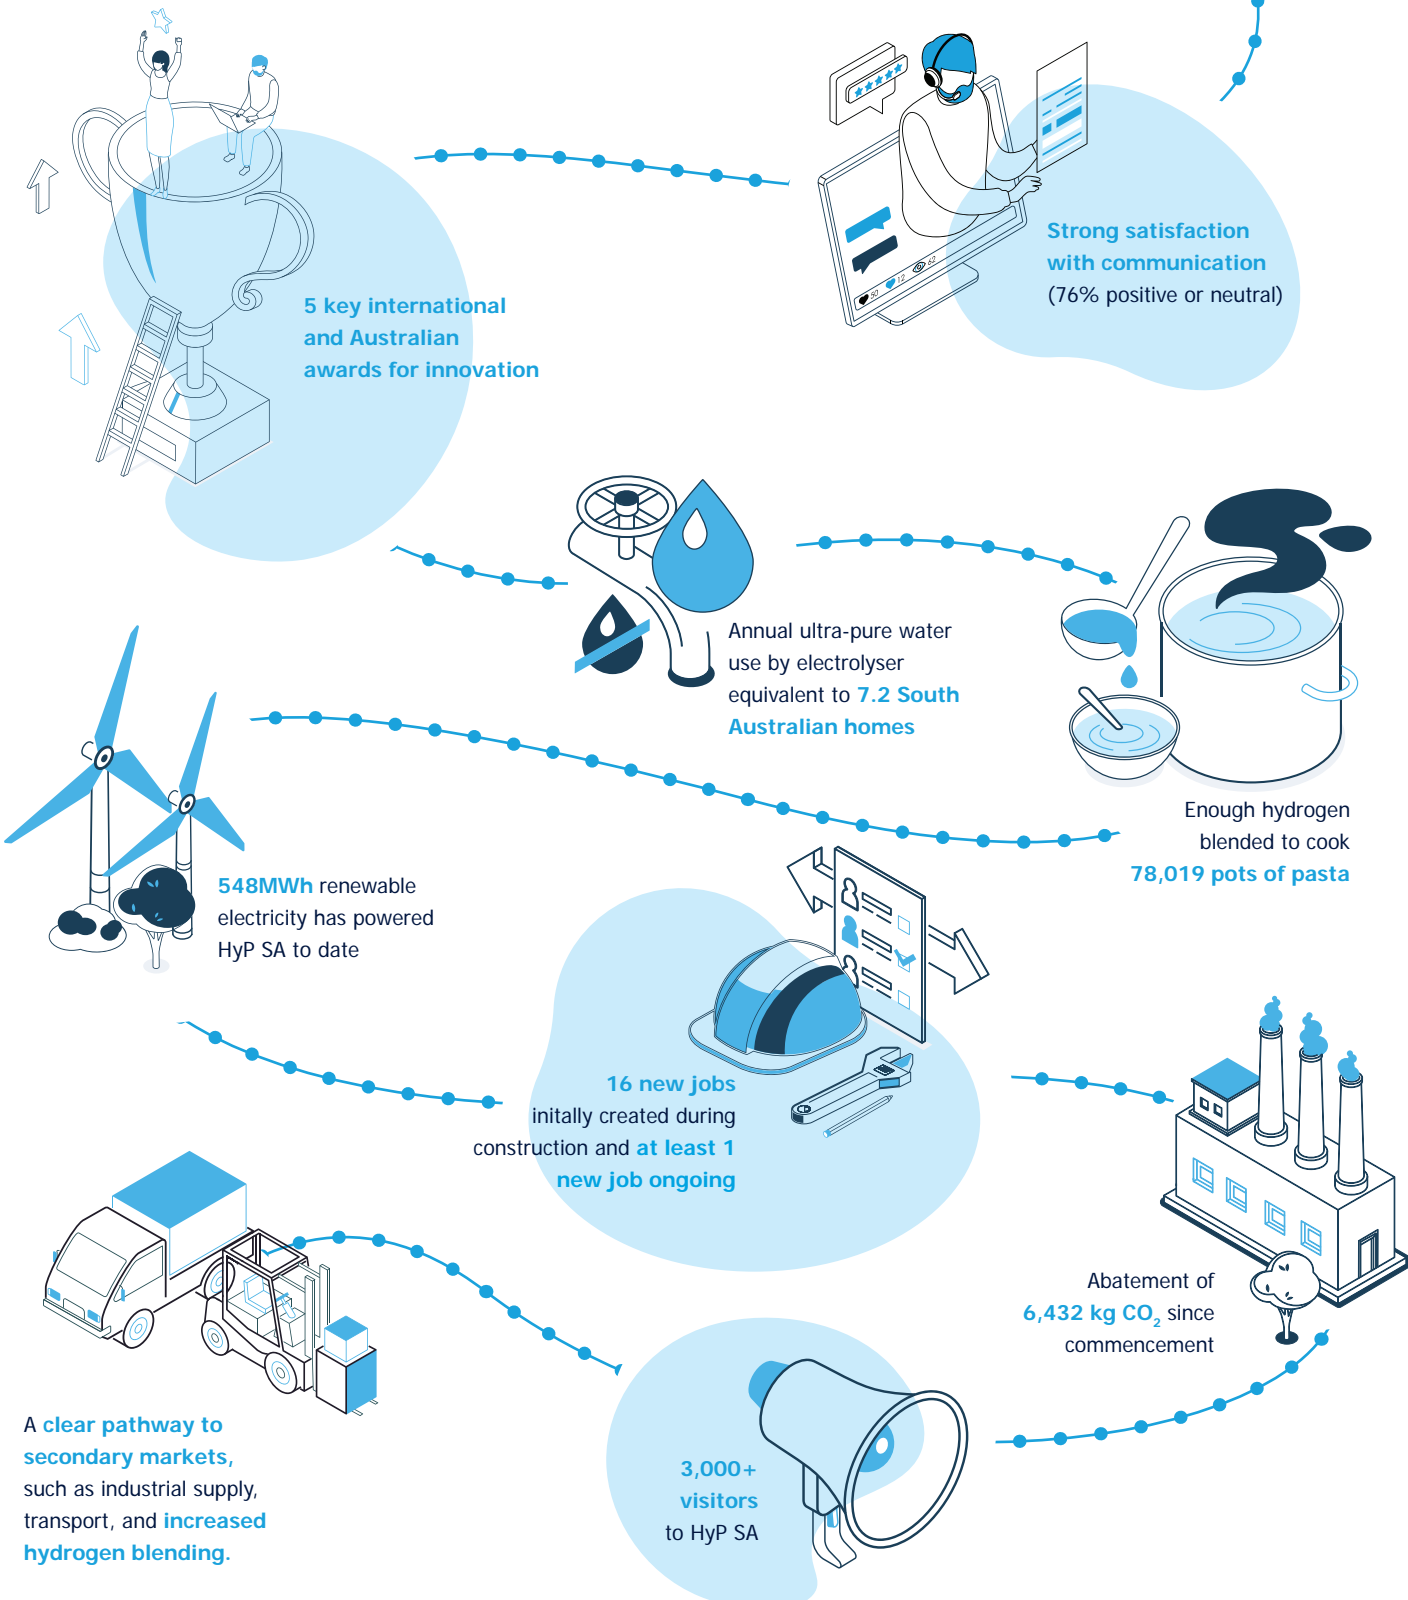 Strong satisfaction
with communication
(76% positive or neutral)
50
12
62
5 key international
and Australian
awards for innovation
Annual ultra-pure water
use by electrolyser
equivalent to 7.2 South
Australian homes
Enough hydrogen
blended to cook
78,019 pots of pasta
548MWh renewable
electricity has powered
HyP SA to date
16 new jobs
initally created during
construction and at least 1
new job ongoing
Abatement of
6,432 kg CO₂ since
commencement
3,000+
visitors
to HyP SA
A clear pathway to
secondary markets,
such as industrial supply,
transport, and increased
hydrogen blending.